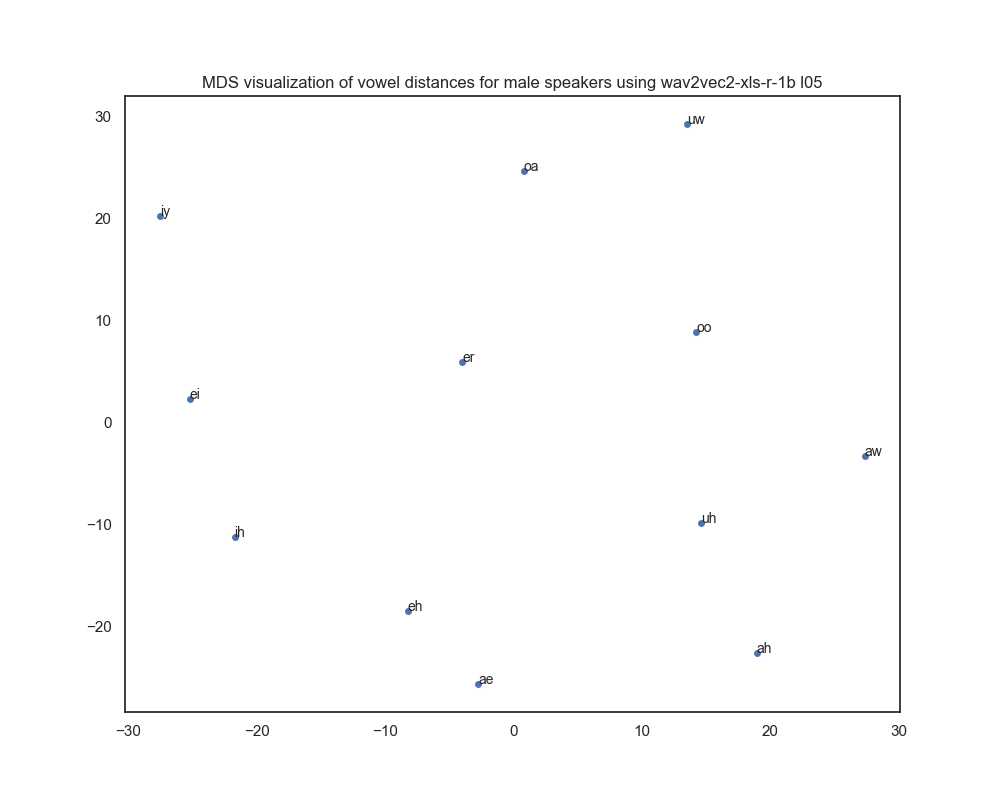 MDS visualization of vowel distances for male speakers using wav2vec2-xls-r-1b l05
30
uw
oa
iy
20
10
oo
er
ei
0
aw
−10
uh
ih
eh
−20
ah
ae
−30 −20 −10 0 10 20 30